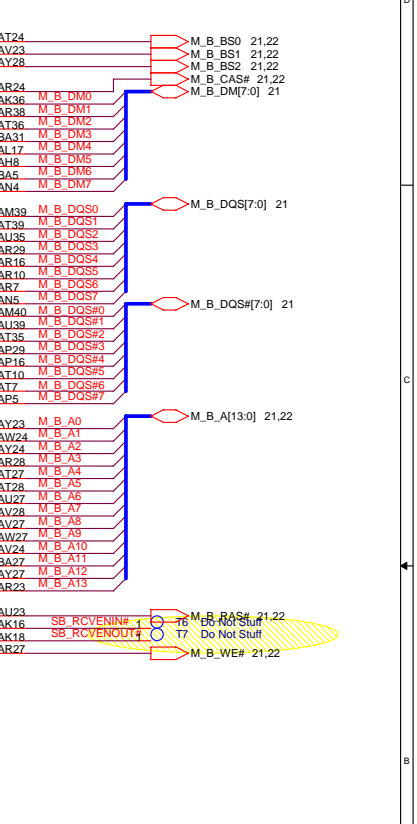 D
AT24 M_B_BS0 21,22
AV23 M_B_BS1 21,22
AY28 M_B_BS2 21,22
M_B_CAS# 21,22
AR24
M_B_DM[7:0] 21
AK36 M_B_DM0
AR38 M_B_DM1
AT36 M_B_DM2
BA31 M_B_DM3
AL17 M_B_DM4
AH8 M_B_DM5
BA5 M_B_DM6
AN4 M_B_DM7
M_B_DQS[7:0] 21
AM39 M_B_DQS0
AT39 M_B_DQS1
AU35 M_B_DQS2
AR29 M_B_DQS3
AR16 M_B_DQS4
AR10 M_B_DQS5
AR7 M_B_DQS6
AN5 M_B_DQS7
M_B_DQS#[7:0] 21
AM40 M_B_DQS#0
AU39 M_B_DQS#1
AT35 M_B_DQS#2
AP29 M_B_DQS#3
AP16 M_B_DQS#4
AT10 M_B_DQS#5
AT7 M_B_DQS#6
AP5 M_B_DQS#7
C
M_B_A[13:0] 21,22
AY23 M_B_A0
AW24 M_B_A1
AY24 M_B_A2
AR28 M_B_A3
AT27 M_B_A4
AT28 M_B_A5
AU27 M_B_A6
AV28 M_B_A7
AV27 M_B_A8
AW27 M_B_A9
AV24 M_B_A10
BA27 M_B_A11
AY27 M_B_A12
AR23 M_B_A13
AU23 M_B_RAS# 21,22
AK16 SB_RCVENIN# 1 T6 Do Not Stuff
AK18 SB_RCVENOUT# 1 T7 Do Not Stuff
AR27 M_B_WE# 21,22
B